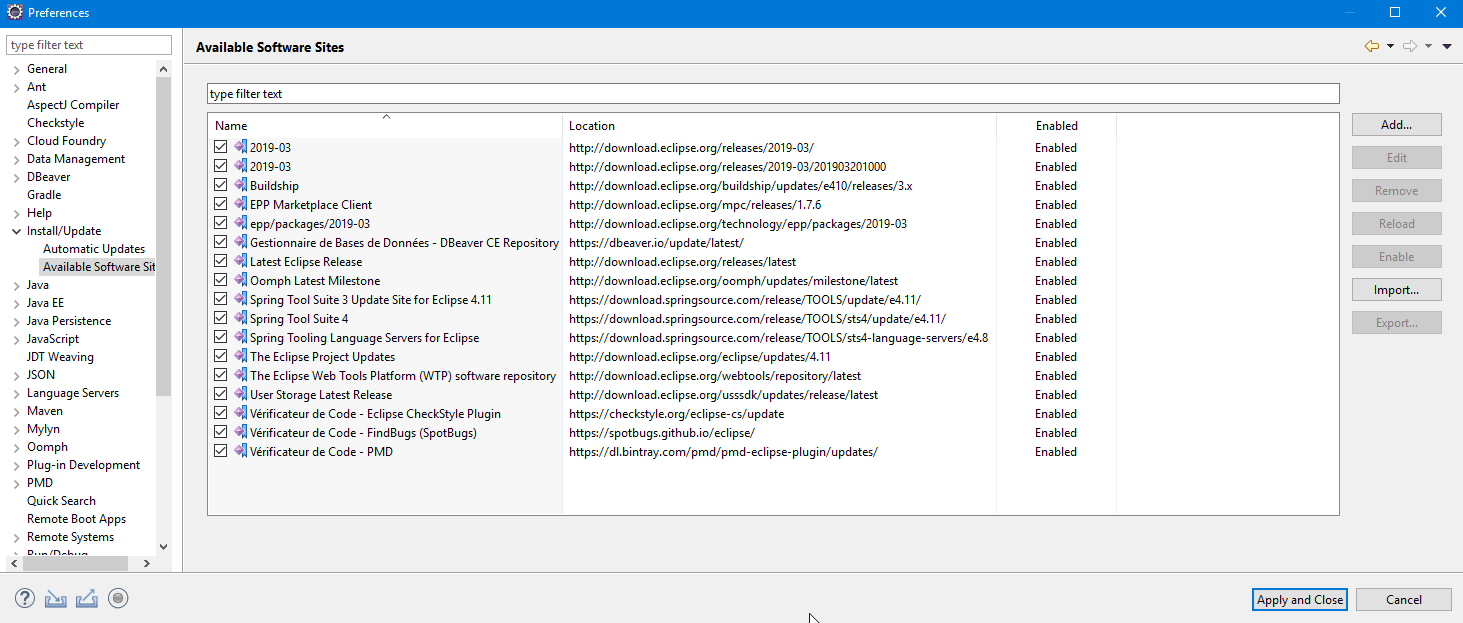 Preferences
type filter text
General
Ant
AspectJ Compiler
Checkstyle
Cloud Foundry
Data Management
DBeaver
Gradle
Help
Install/Update
Automatic Updates
Available Software Sit
Java
Java EE
Java Persistence
JavaScript
JDT Weaving
JSON
Language Servers
Maven
Mylyn
Oomph
Plug-in Development
PMD
Quick Search
Remote Boot Apps
Remote Systems
Run/Debug
Available Software Sites
type filter text
Name Location Enabled
2019-03 http://download.eclipse.org/releases/2019-03/ Enabled
2019-03 http://download.eclipse.org/releases/2019-03/201903201000 Enabled
Buildship http://download.eclipse.org/buildship/updates/e410/releases/3.x Enabled
EPP Marketplace Client http://download.eclipse.org/mpc/releases/1.7.6 Enabled
epp/packages/2019-03 http://download.eclipse.org/technology/epp/packages/2019-03 Enabled
Gestionnaire de Bases de Données - DBeaver CE Repository https://dbeaver.io/update/latest/ Enabled
Latest Eclipse Release http://download.eclipse.org/releases/latest Enabled
Oomph Latest Milestone http://download.eclipse.org/oomph/updates/milestone/latest Enabled
Spring Tool Suite 3 Update Site for Eclipse 4.11 https://download.springsource.com/release/TOOLS/update/e4.11/ Enabled
Spring Tool Suite 4 https://download.springsource.com/release/TOOLS/sts4/update/e4.11/ Enabled
Spring Tooling Language Servers for Eclipse http://download.springsource.com/release/TOOLS/sts4-language-servers/e4.8 Enabled
The Eclipse Project Updates http://download.eclipse.org/eclipse/updates/4.11 Enabled
The Eclipse Web Tools Platform (WTP) software repository http://download.eclipse.org/webtools/repository/latest Enabled
User Storage Latest Release http://download.eclipse.org/usssdk/updates/release/latest Enabled
Vérificateur de Code - Eclipse CheckStyle Plugin https://checkstyle.org/eclipse-cs/update Enabled
Vérificateur de Code - FindBugs (SpotBugs) https://spotbugs.github.io/eclipse/ Enabled
Vérificateur de Code - PMD https://dl.bintray.com/pmd/pmd-eclipse-plugin/updates/ Enabled
Add...
Edit
Remove
Reload
Enable
Import...
Export...
Apply and Close
Cancel